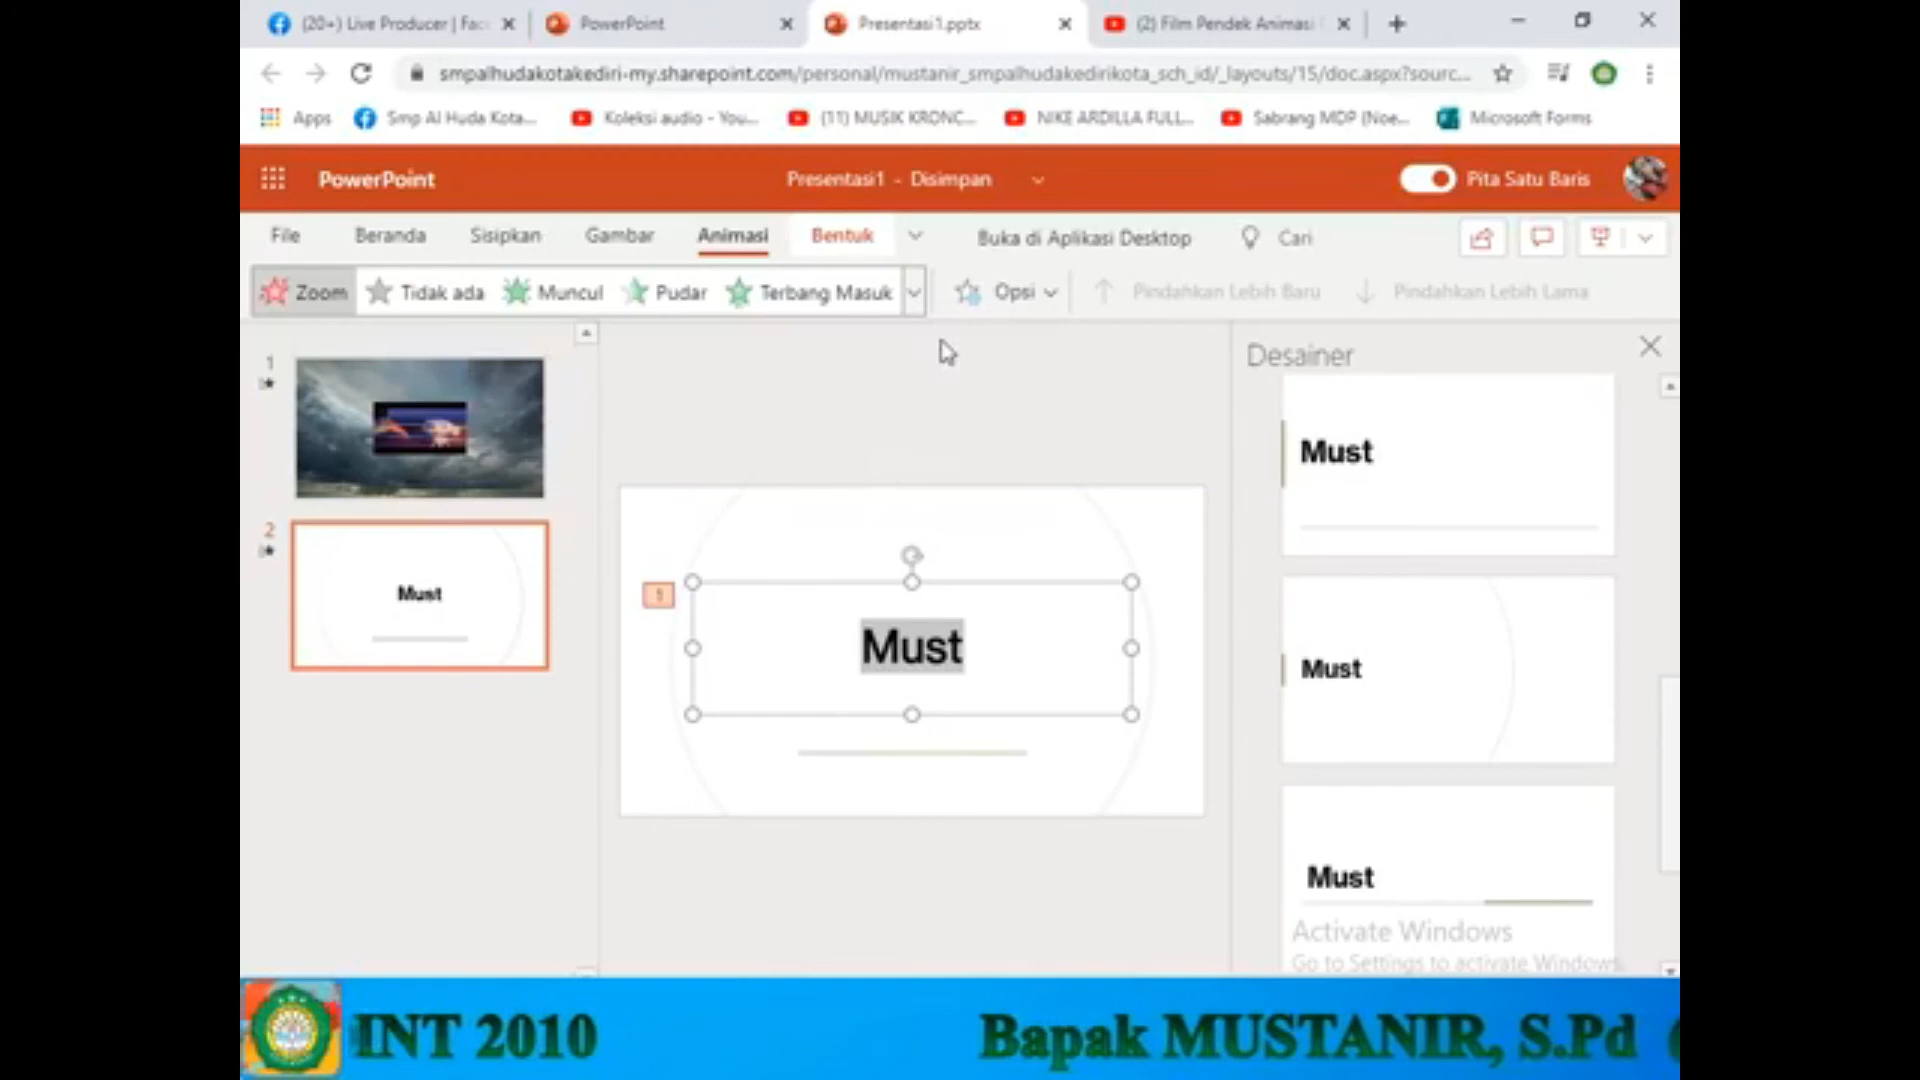 (20+) Live Producer | Fac
PowerPoint
Presentasi1.pptx
(2) Film Pendek Animasi
smpalhudakotakediri-my.sharepoint.com/personal/mustanir_smpalhudakedirikota_sch_id/_layouts/15/doc.aspx?sourc...
Apps
Smp Al Huda Kota...
Koleksi audio - You...
(11) MUSIK KRONC...
NIKE ARDILLA FULL...
Sabrang MDP (Noe...
Microsoft Forms
PowerPoint
Presentasi1 - Disimpan
Pita Satu Baris
File
Beranda
Sisipkan
Gambar
Animasi
Bentuk
Buka di Aplikasi Desktop
Cari
Zoom
Tidak ada
Muncul
Pudar
Terbang Masuk
Opsi
Pindahkan Lebih Baru
Pindahkan Lebih Lama
1
2
Must
1
Must
Desainer
Must
Must
Must
Activate Windows
Go to Settings to activate Windows
INT 2010
Bapak MUSTANIR, S.Pd (